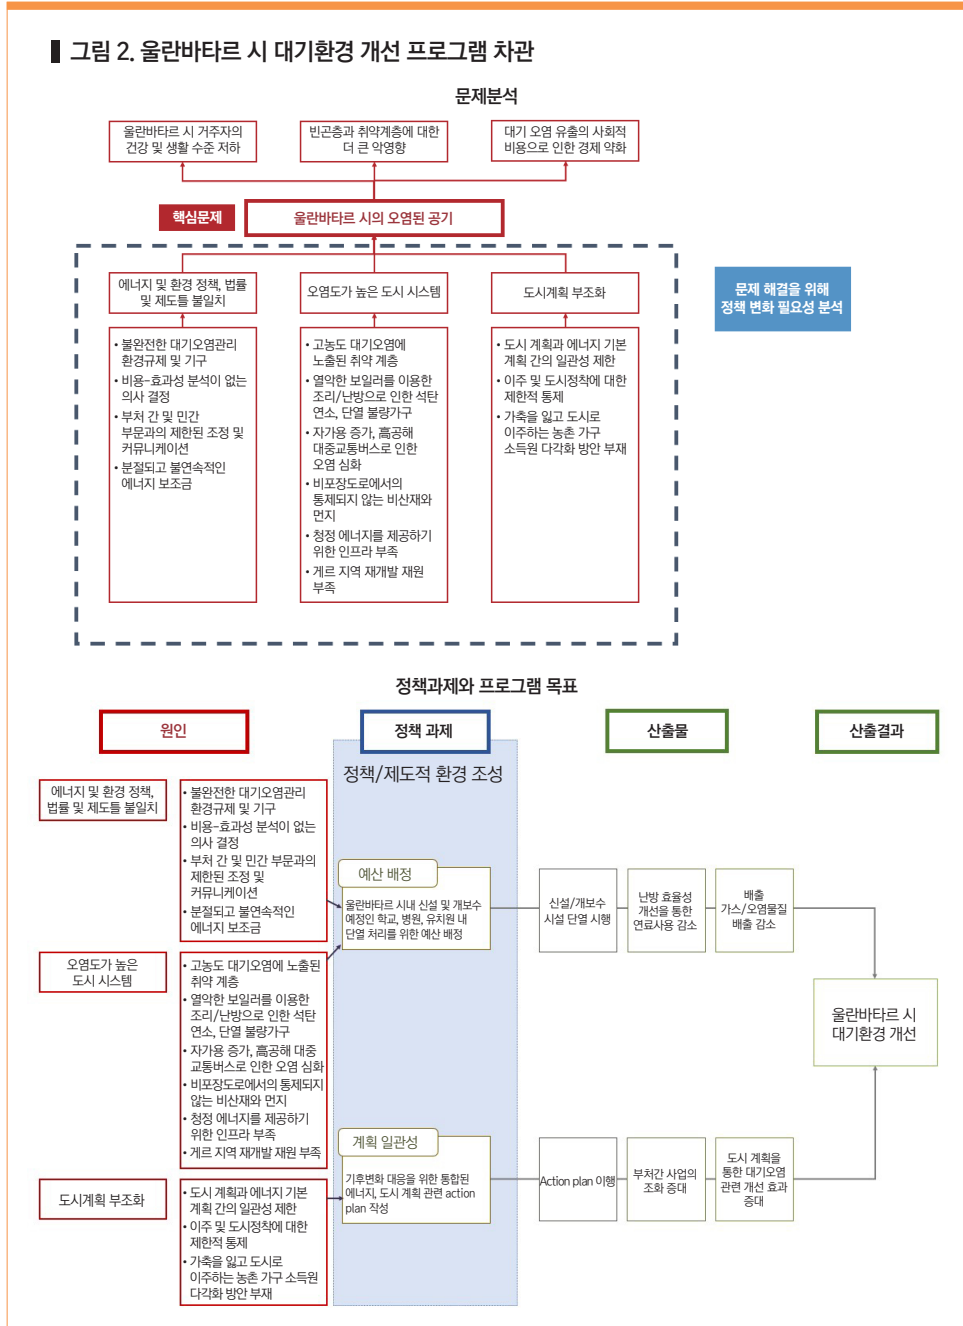 그림 2. 울란바타르 시 대기환경 개선 프로그램 차관
문제분석
울란바타르 시 거주자의
건강 및 생활 수준 저하
빈곤층과 취약계층에 대한
더 큰 악영향
대기 오염 유출의 사회적
비용으로 인한 경제 약화
핵심문제
울란바타르 시의 오염된 공기
에너지 및 환경 정책, 법률
및 제도틀 불일치
오염도가 높은 도시 시스템
도시계획 부조화
문제 해결을 위해
정책 변화 필요성 분석
• 불완전한 대기오염관리
환경규제 및 기구
• 비용-효과성 분석이 없는
의사 결정
• 부처 간 및 민간
부문과의 제한된 조정 및
커뮤니케이션
• 분절되고 불연속적인
에너지 보조금
• 고농도 대기오염에
노출된 취약 계층
• 열악한 보일러를 이용한
조리/난방으로 인한 석탄
연소, 단열 불량가구
• 자가용 증가, 高공해
대중교통버스로 인한
오염 심화
• 비포장도로에서의
통제되지 않는 비산재와
먼지
• 청정 에너지를 제공하기
위한 인프라 부족
• 게르 지역 재개발 재원
부족
• 도시 계획과 에너지 기본
계획 간의 일관성 제한
• 이주 및 도시정착에 대한
제한적 통제
• 가축을 잃고 도시로
이주하는 농촌 가구
소득원 다각화 방안 부재
정책과제와 프로그램 목표
원인
정책 과제
산출물
산출결과
정책/제도적 환경 조성
에너지 및 환경 정책,
법률 및 제도틀 불일치
• 불완전한 대기오염관리
환경규제 및 기구
• 비용-효과성 분석이 없는
의사 결정
• 부처 간 및 민간 부문과의
제한된 조정 및
커뮤니케이션
• 분절되고 불연속적인
에너지 보조금
예산 배정
울란바타르 시내 신설 및 개보수
예정인 학교, 병원, 유치원 내
단열 처리를 위한 예산 배정
신설/개보수
시설 단열 시행
난방 효율성
개선을 통한
연료사용 감소
배출
가스/오염물질
배출 감소
오염도가 높은
도시 시스템
• 고농도 대기오염에 노출된
취약 계층
• 열악한 보일러를 이용한
조리/난방으로 인한 석탄
연소, 단열 불량가구
• 자가용 증가, 高공해 대중
교통버스로 인한 오염 심화
• 비포장도로에서의 통제되지
않는 비산재와 먼지
• 청정 에너지를 제공하기
위한 인프라 부족
• 게르 지역 재개발 재원 부족
울란바타르 시
대기환경 개선
계획 일관성
기후변화 대응을 위한 통합된
에너지, 도시 계획 관련 action
plan 작성
Action plan 이행
부처간 사업의
조화 증대
도시 계획을
통한 대기오염
관련 개선 효과
증대
도시계획 부조화
• 도시 계획과 에너지 기본
계획 간의 일관성 제한
• 이주 및 도시정착에 대한
제한적 통제
• 가축을 잃고 도시로
이주하는 농촌 가구 소득원
다각화 방안 부재